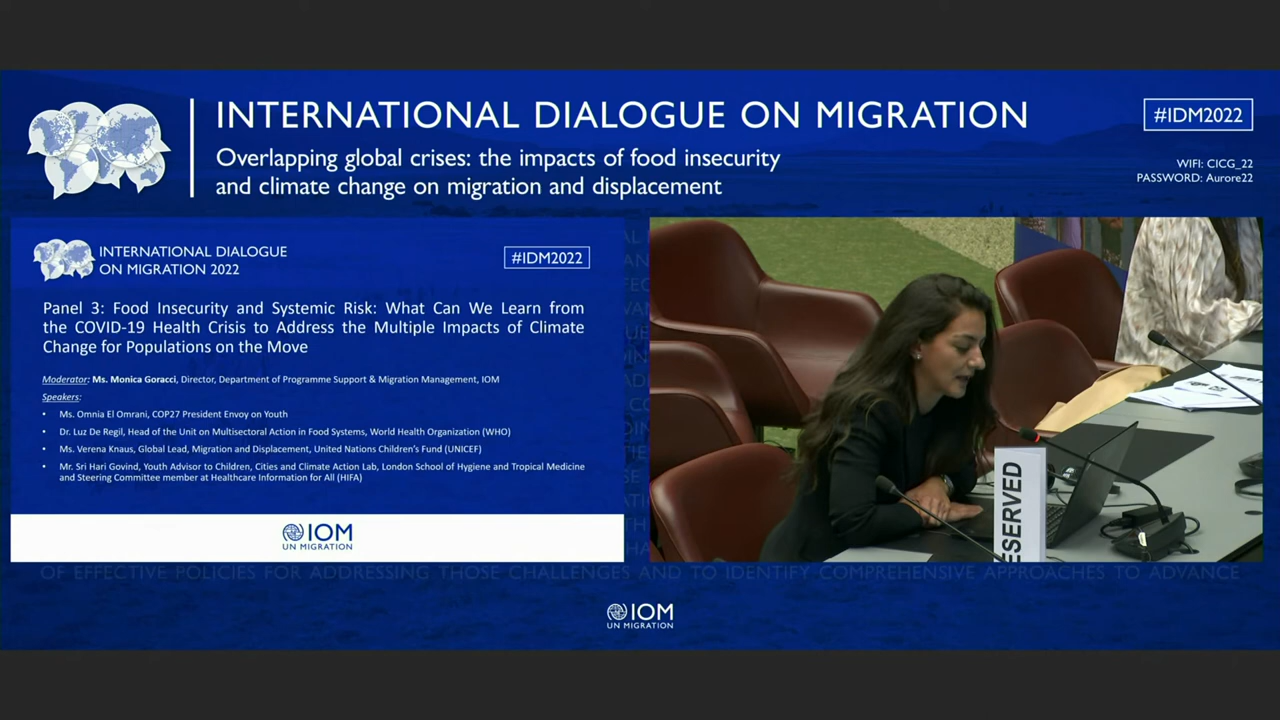 INTERNATIONAL DIALOGUE ON MIGRATION
Overlapping global crises: the impacts of food insecurity
and climate change on migration and displacement
#IDM2022
WIFI: CICG_22
PASSWORD: Aurore22
INTERNATIONAL DIALOGUE
ON MIGRATION 2022
#IDM2022
Panel 3: Food Insecurity and Systemic Risk: What Can We Learn from
the COVID-19 Health Crisis to Address the Multiple Impacts of Climate
Change for Populations on the Move
Moderator: Ms. Monica Goracci, Director, Department of Programme Support & Migration Management, IOM
Speakers:
• Ms. Omnia El Omrani, COP27 President Envoy on Youth
• Dr. Luz De Regil, Head of the Unit on Multisectoral Action in Food Systems, World Health Organization (WHO)
• Ms. Verena Knaus, Global Lead, Migration and Displacement, United Nations Children's Fund (UNICEF)
• Mr. Sri Hari Govind, Youth Advisor to Children, Cities and Climate Action Lab, London School of Hygiene and Tropical Medicine
and Steering Committee member at Healthcare Information for All (HIFA)
IOM
UN MIGRATION
ESERVED
OF EFFECTIVE POLICIES FOR ADDRESSING THOSE CHALLENGES AND TO IDENTIFY COMPREHENSIVE APPROACHES TO ADVANCE
IOM
UN MIGRATION